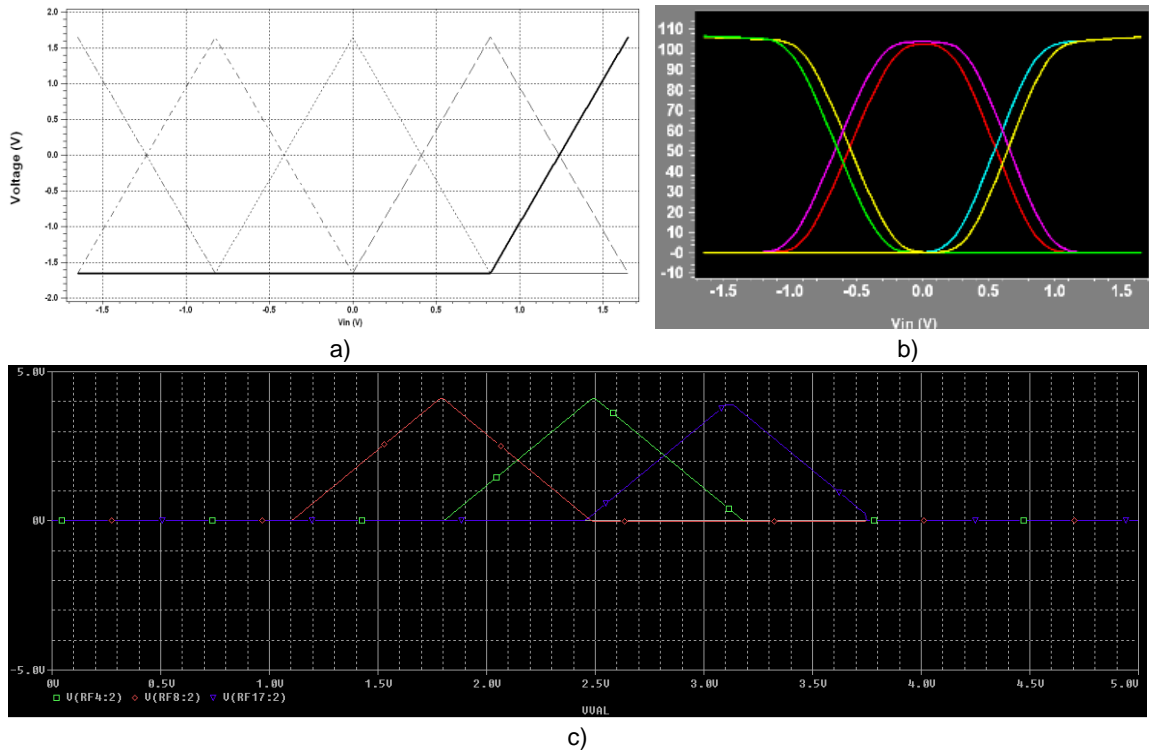 2.0
1.5
1.0
0.5
0.0
-0.5
-1.0
-1.5
-2.0
Voltage (V)
-1.5 -1.0 -0.5 0.0 0.5 1.0 1.5
Vin (V)
a)
110
100
90
80
70
60
50
40
30
20
10
-0
-10
-1.5 -1.0 -0.5 0.0 0.5 1.0 1.5
Vin (V)
b)
5.0V
0V
-5.0V
0V 0.5V 1.0V 1.5V 2.0V 2.5V 3.0V 3.5V 4.0V 4.5V 5.0V
V(RF4:2) V(RF8:2) V(RF17:2)
VVAL
c)